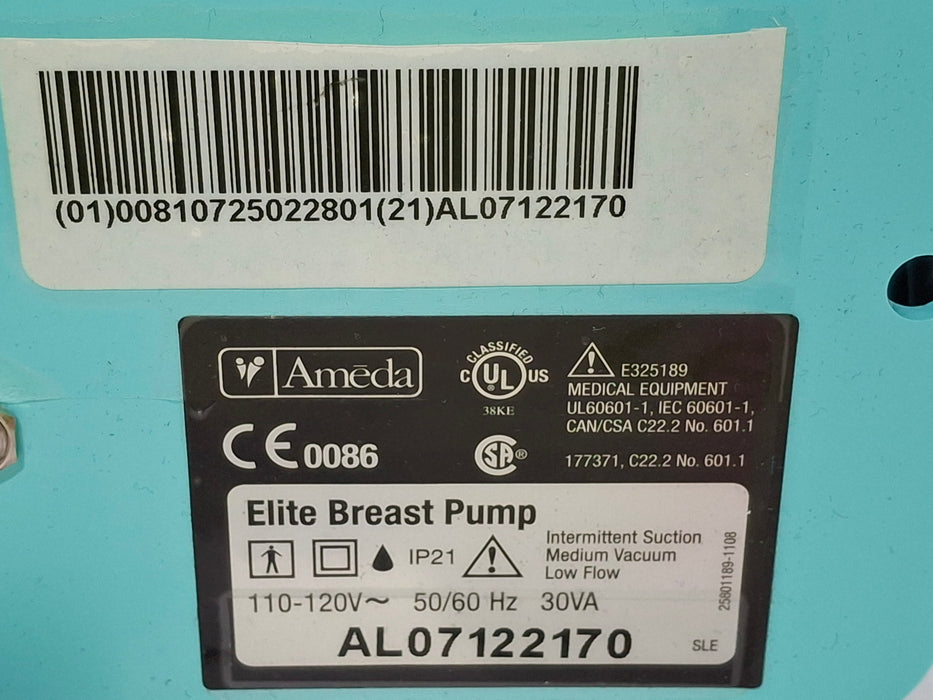 (01)00810725022801(21)AL07122170
Amēda
CLASSIFIED
C UL US
38KE
E325189
MEDICAL EQUIPMENT
UL60601-1, IEC 60601-1,
CAN/CSA C22.2 No. 601.1
CE 0086
SA ®
177371, C22.2 No. 601.1
Elite Breast Pump
IP21
Intermittent Suction
Medium Vacuum
Low Flow
110-120V~ 50/60 Hz 30VA
25801189-1108
AL07122170
SLE